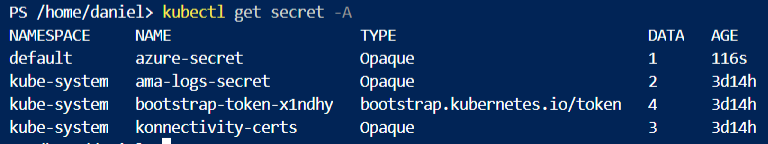 PS /home/daniel> kubectl get secret -A
NAMESPACE NAME TYPE DATA AGE
default azure-secret Opaque 1 116s
kube-system ama-logs-secret Opaque 2 3d14h
kube-system bootstrap-token-x1ndhy bootstrap.kubernetes.io/token 4 3d14h
kube-system konnectivity-certs Opaque 3 3d14h